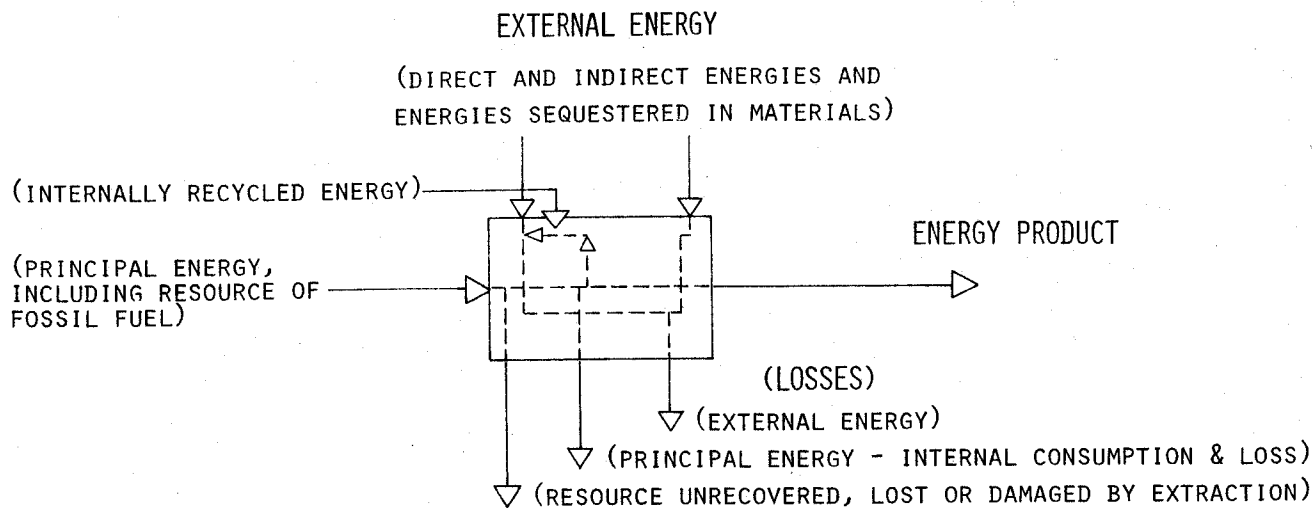 EXTERNAL ENERGY
(DIRECT AND INDIRECT ENERGIES AND
ENERGIES SEQUESTERED IN MATERIALS)
(INTERNALLY RECYCLED ENERGY)
ENERGY PRODUCT
(PRINCIPAL ENERGY,
INCLUDING RESOURCE OF
FOSSIL FUEL)
(LOSSES)
(EXTERNAL ENERGY)
(PRINCIPAL ENERGY - INTERNAL CONSUMPTION & LOSS)
(RESOURCE UNRECOVERED, LOST OR DAMAGED BY EXTRACTION)